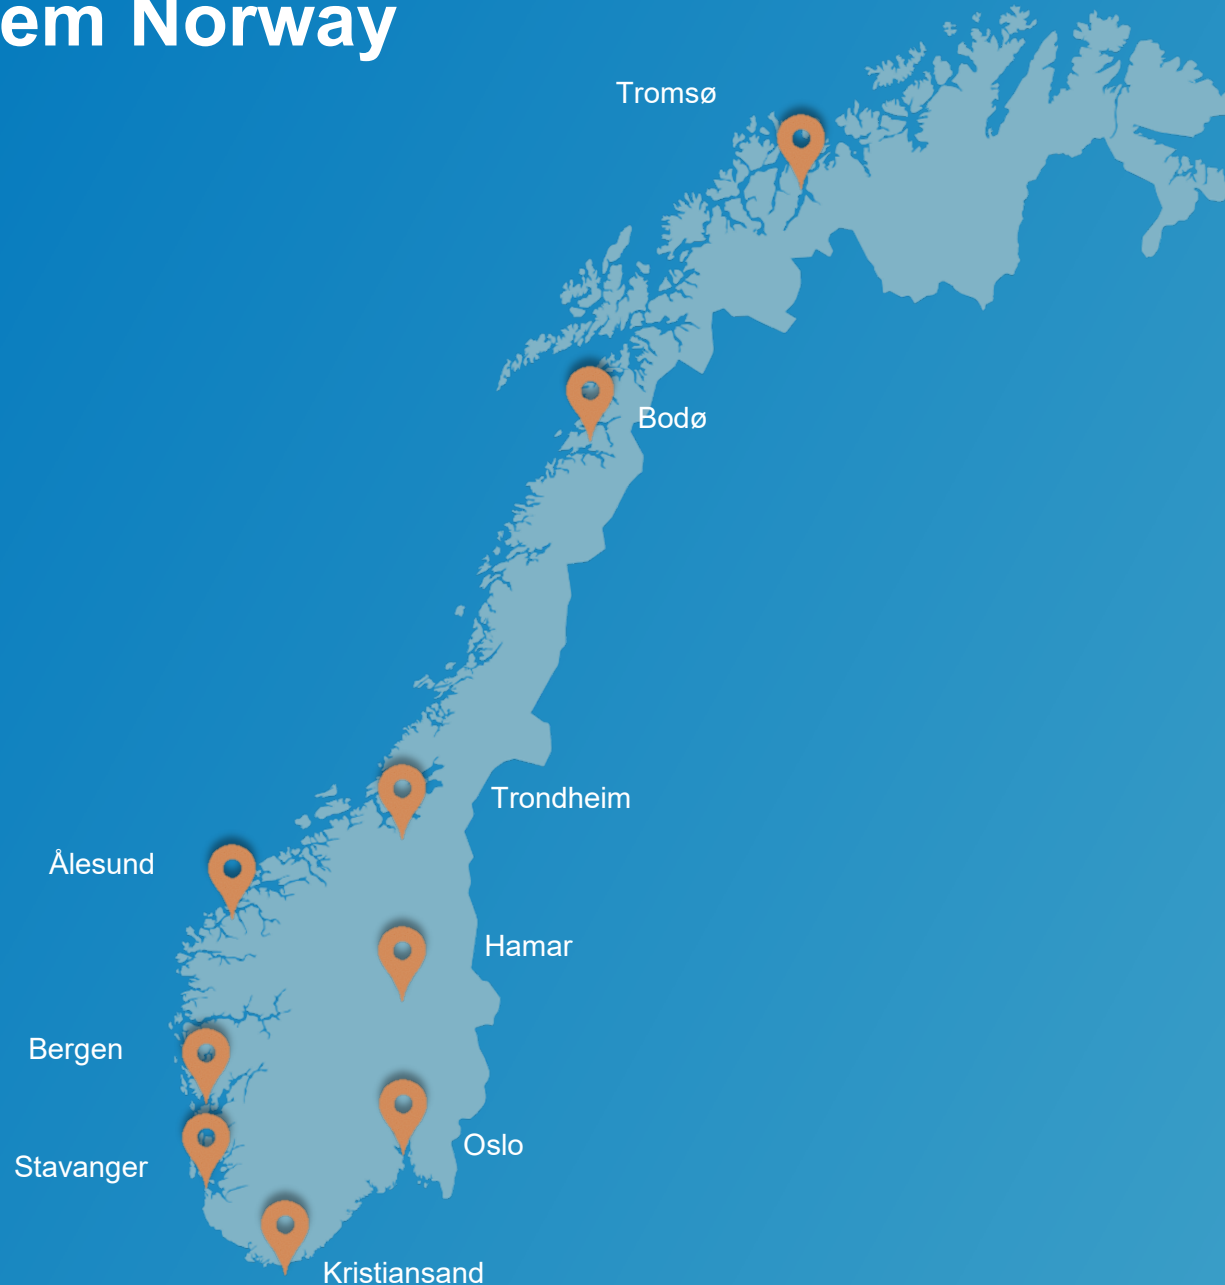 em Norway
Tromsø
Bodø
Trondheim
Ålesund
Hamar
Bergen
Oslo
Stavanger
Kristiansand